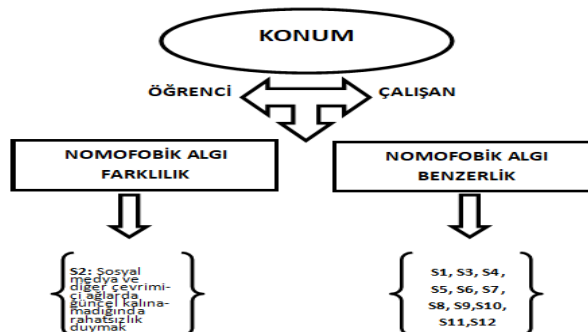 KONUM
ÖĞRENCİ
ÇALIŞAN
NOMOFOBİK ALGI
FARKLILIK
NOMOFOBİK ALGI
BENZERLİK
S2: Sosyal
medya ve
diğer çevrimi-
çi ağlarda
güncel kalına-
madığında
rahatsızlık
duymak
S1, S3, S4,
S5, S6, S7,
S8, S9,S10,
S11,S12